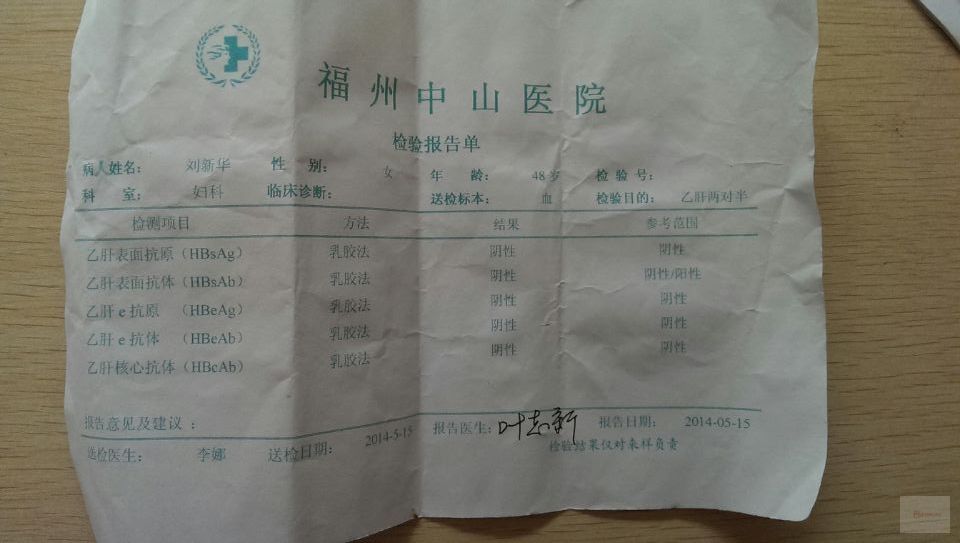 福州中山医院
检验报告单
病人姓名： 刘新华 性 别： 女 年 龄： 48岁 检 验 号：
科 室： 妇科 临床诊断： 送检标本： 血 检验目的： 乙肝两对半
检测项目 方法 结果 参考范围
乙肝表面抗原（HBsAg） 乳胶法 阴性 阴性
乙肝表面抗体（HBsAb） 乳胶法 阴性 阴性/阳性
乙肝 e 抗原 （HBeAg） 乳胶法 阴性 阴性
乙肝 e 抗体 （HBeAb） 乳胶法 阴性 阴性
乙肝核心抗体（HBcAb） 乳胶法 阴性 阴性
报告意见及建议 ： 报告医生： 叶志新 报告日期： 2014-05-15
送检医生： 李娜 送检日期： 2014-5-15 检验结果仅对来样负责